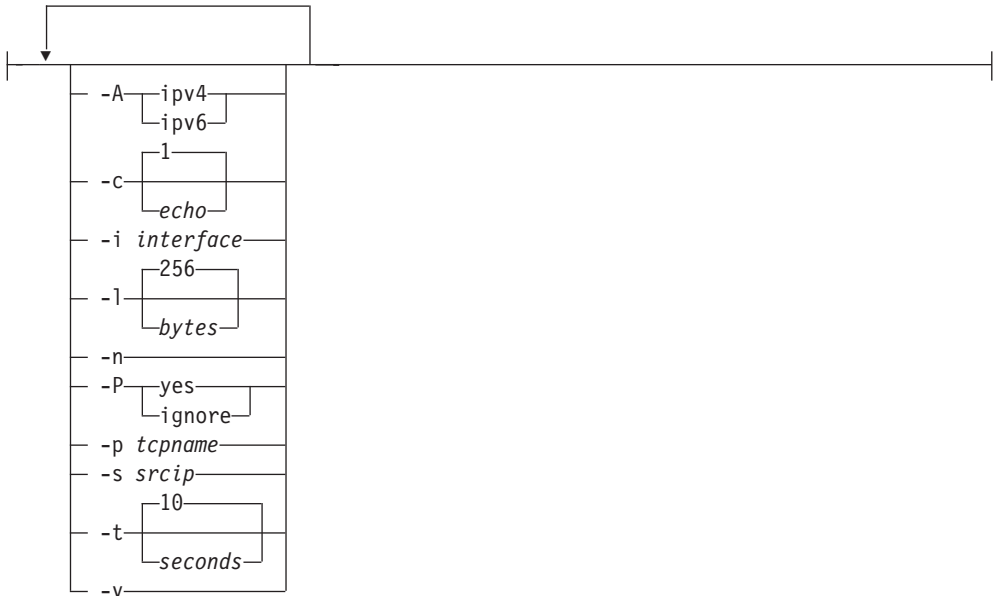 -A ipv4
ipv6
1
-c
echo
-i interface
256
-l
bytes
-n
-P yes
ignore
-p tcpname
-s srcip
10
-t
seconds
-v